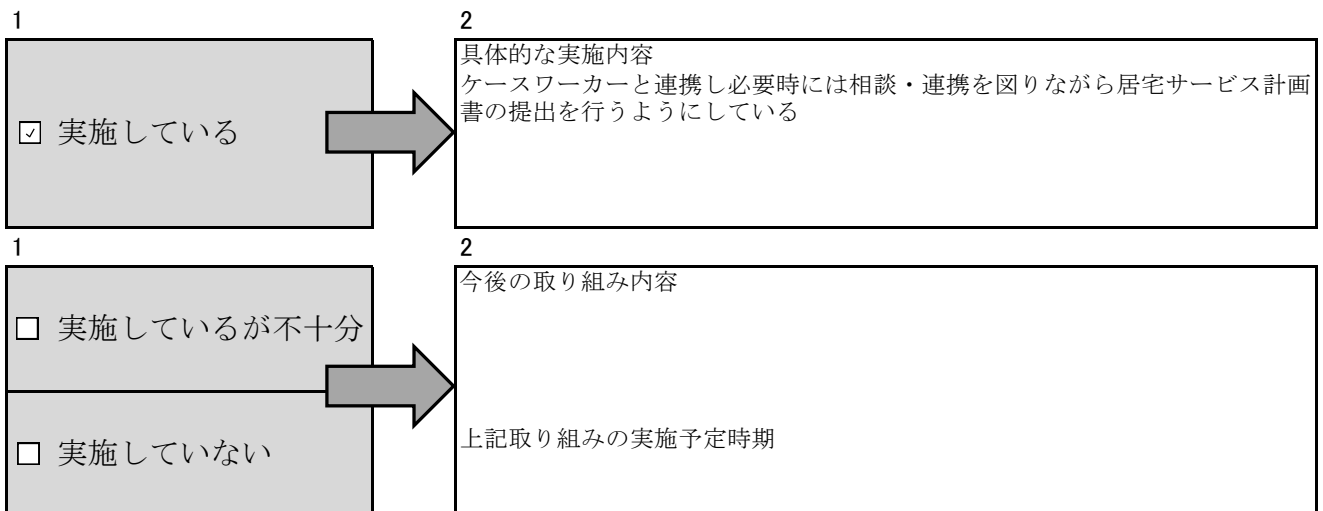 1
2
☑ 実施している
具体的な実施内容
ケースワーカーと連携し必要時には相談・連携を図りながら居宅サービス計画
書の提出を行うようにしている
1
2
☐ 実施しているが不十分
☐ 実施していない
今後の取り組み内容
上記取り組みの実施予定時期